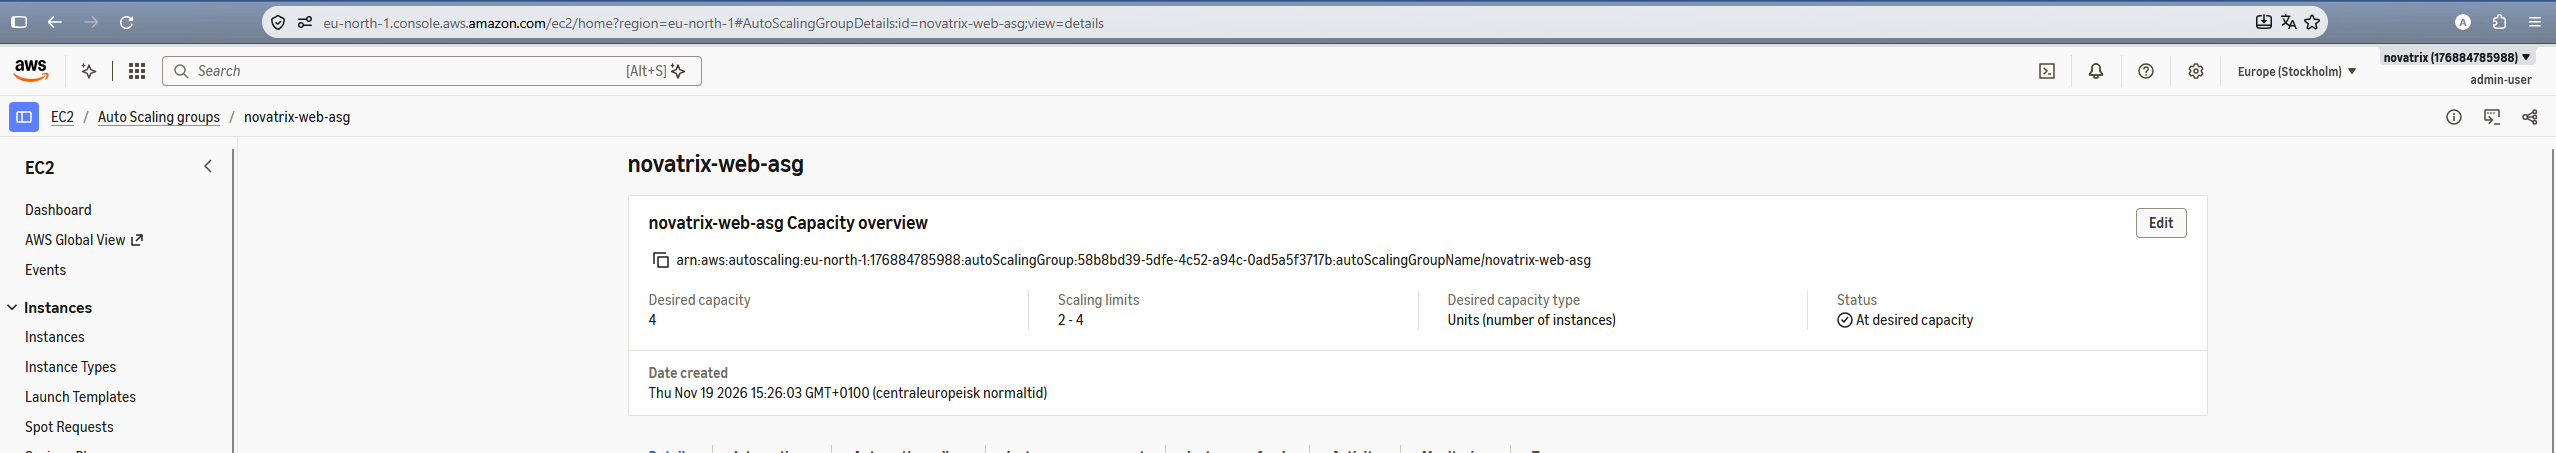 eu-north-1.console.aws.amazon.com/ec2/home?region=eu-north-1#AutoScalingGroupDetails:id=novatrix-web-asg;view=details
A
aws
Search [Alt+S]
Europe (Stockholm)
novatrix (176884785988)
admin-user
EC2 / Auto Scaling groups / novatrix-web-asg
EC2
Dashboard
AWS Global View
Events
Instances
Instances
Instance Types
Launch Templates
Spot Requests
novatrix-web-asg
novatrix-web-asg Capacity overview
Edit
arn:aws:autoscaling:eu-north-1:176884785988:autoScalingGroup:58b8bd39-5dfe-4c52-a94c-0ad5a5f3717b:autoScalingGroupName/novatrix-web-asg
Desired capacity
4
Scaling limits
2 - 4
Desired capacity type
Units (number of instances)
Status
At desired capacity
Date created
Thu Nov 19 2026 15:26:03 GMT+0100 (centraleuropeisk normaltid)